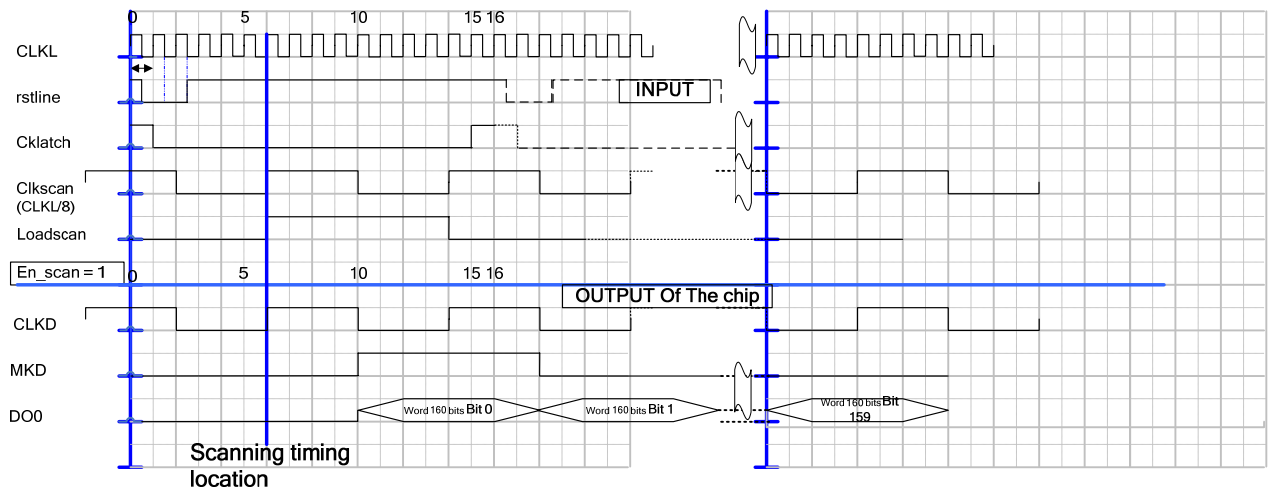 0 5 10 15 16
CLKL
rstline
INPUT
Cklatch
Clkscan
(CLKL/8)
Loadscan
En_scan = 1
0 5 10 15 16
OUTPUT Of The chip
CLKD
MKD
DO0
Word 160 bits Bit 0
Word 160 bits Bit 1
Word 160 bits Bit
159
Scanning timing
location